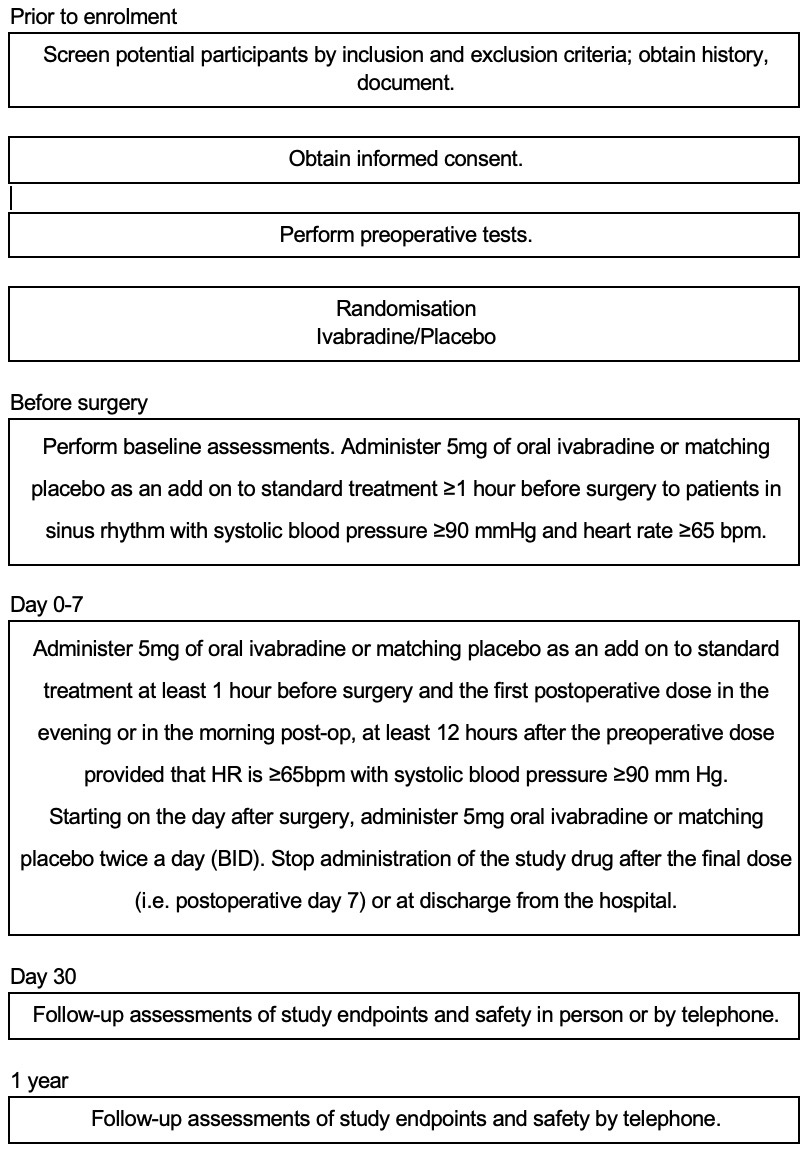 Prior to enrolment
Screen potential participants by inclusion and exclusion criteria; obtain history,
document.
Obtain informed consent.
Perform preoperative tests.
Randomisation
Ivabradine/Placebo
Before surgery
Perform baseline assessments. Administer 5mg of oral ivabradine or matching
placebo as an add on to standard treatment ≥1 hour before surgery to patients in
sinus rhythm with systolic blood pressure ≥90 mmHg and heart rate ≥65 bpm.
Day 0-7
Administer 5mg of oral ivabradine or matching placebo as an add on to standard
treatment at least 1 hour before surgery and the first postoperative dose in the
evening or in the morning post-op, at least 12 hours after the preoperative dose
provided that HR is ≥65bpm with systolic blood pressure ≥90 mm Hg.
Starting on the day after surgery, administer 5mg oral ivabradine or matching
placebo twice a day (BID). Stop administration of the study drug after the final dose
(i.e. postoperative day 7) or at discharge from the hospital.
Day 30
Follow-up assessments of study endpoints and safety in person or by telephone.
1 year
Follow-up assessments of study endpoints and safety by telephone.